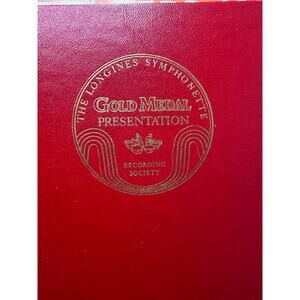 THE LONGINES SYMPHONETTE
GOLD MEDAL
PRESENTATION
RECORDING
SOCIETY